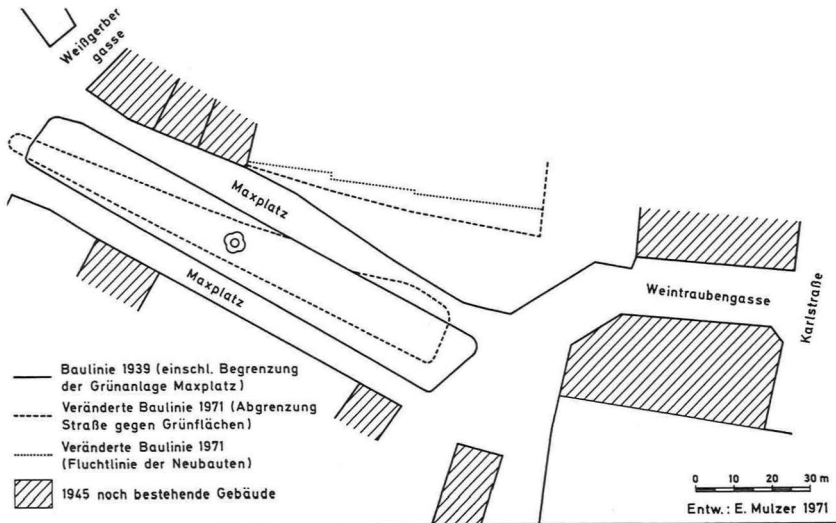 Weißgerber
gasse
Maxplatz
Maxplatz
Weintraubengasse
Karlstraße
Baulinie 1939 (einschl. Begrenzung
der Grünanlage Maxplatz)
Veränderte Baulinie 1971 (Abgrenzung
Straße gegen Grünflächen)
Veränderte Baulinie 1971
(Fluchtlinie der Neubauten)
1945 noch bestehende Gebäude
0 10 20 30 m
Entw.: E. Mulzer 1971